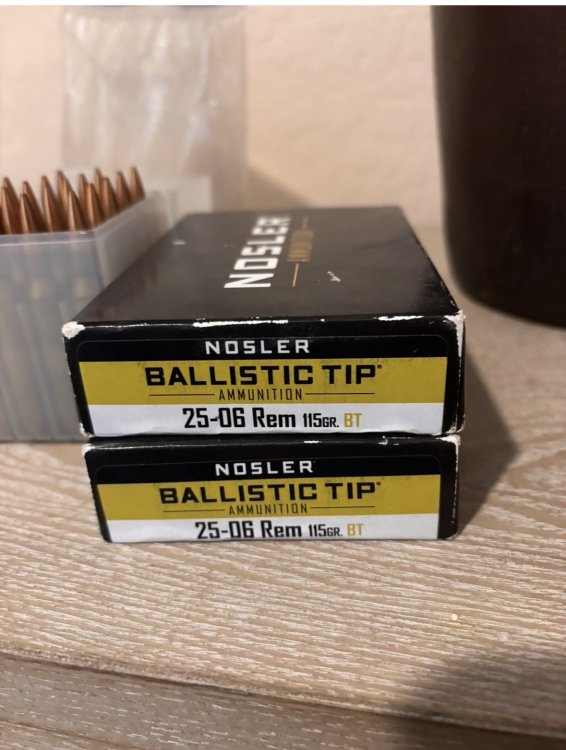 NOSLER
AMMUNITION
NOSLER
BALLISTIC TIP®
AMMUNITION
25-06 Rem 115GR. BT
NOSLER
BALLISTIC TIP®
AMMUNITION
25-06 Rem 115GR. BT